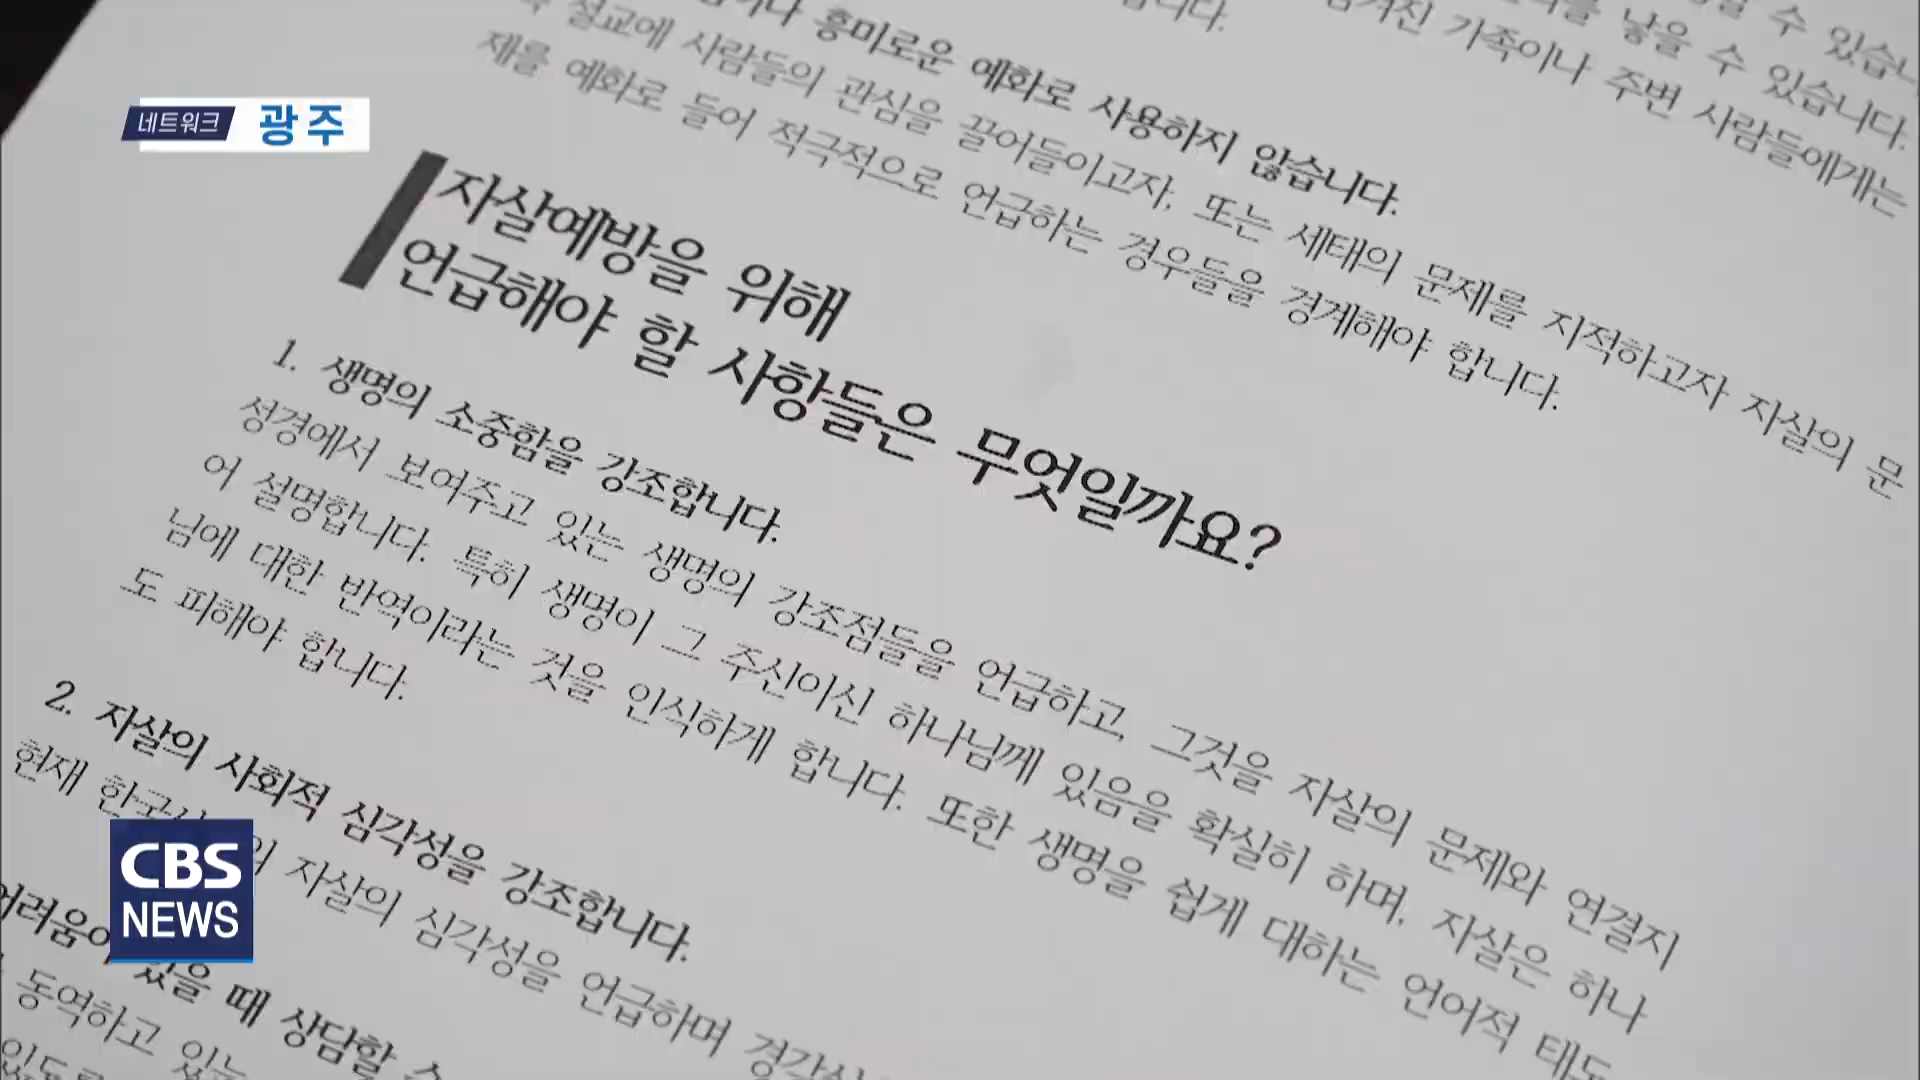 수 있습니
낳을 수 있습니다.
가족이나 주변 사람들에게는
흥미로운 예화로 사용하지 않습니다.
설교에 사람들의 관심을 끌어들이고자, 또는 세태의 문제를 지적하고자 자살의 문
제를 예화로 들어 적극적으로 언급하는 경우들을 경계해야 합니다.
네트워크 광주
자살예방을 위해
언급해야 할 사항들은 무엇일까요?
1. 생명의 소중함을 강조합니다.
성경에서 보여주고 있는 생명의 강조점들을 언급하고, 그것을 자살의 문제와 연결지
어 설명합니다. 특히 생명이 그 주신이신 하나님께 있음을 확실히 하며, 자살은 하나
님에 대한 반역이라는 것을 인식하게 합니다. 또한 생명을 쉽게 대하는 언어적 태도
도 피해야 합니다.
2. 자살의 사회적 심각성을 강조합니다.
현재 자살의 심각성을 언급하며
때 상담할 수
동역하고 있는
CBS
NEWS